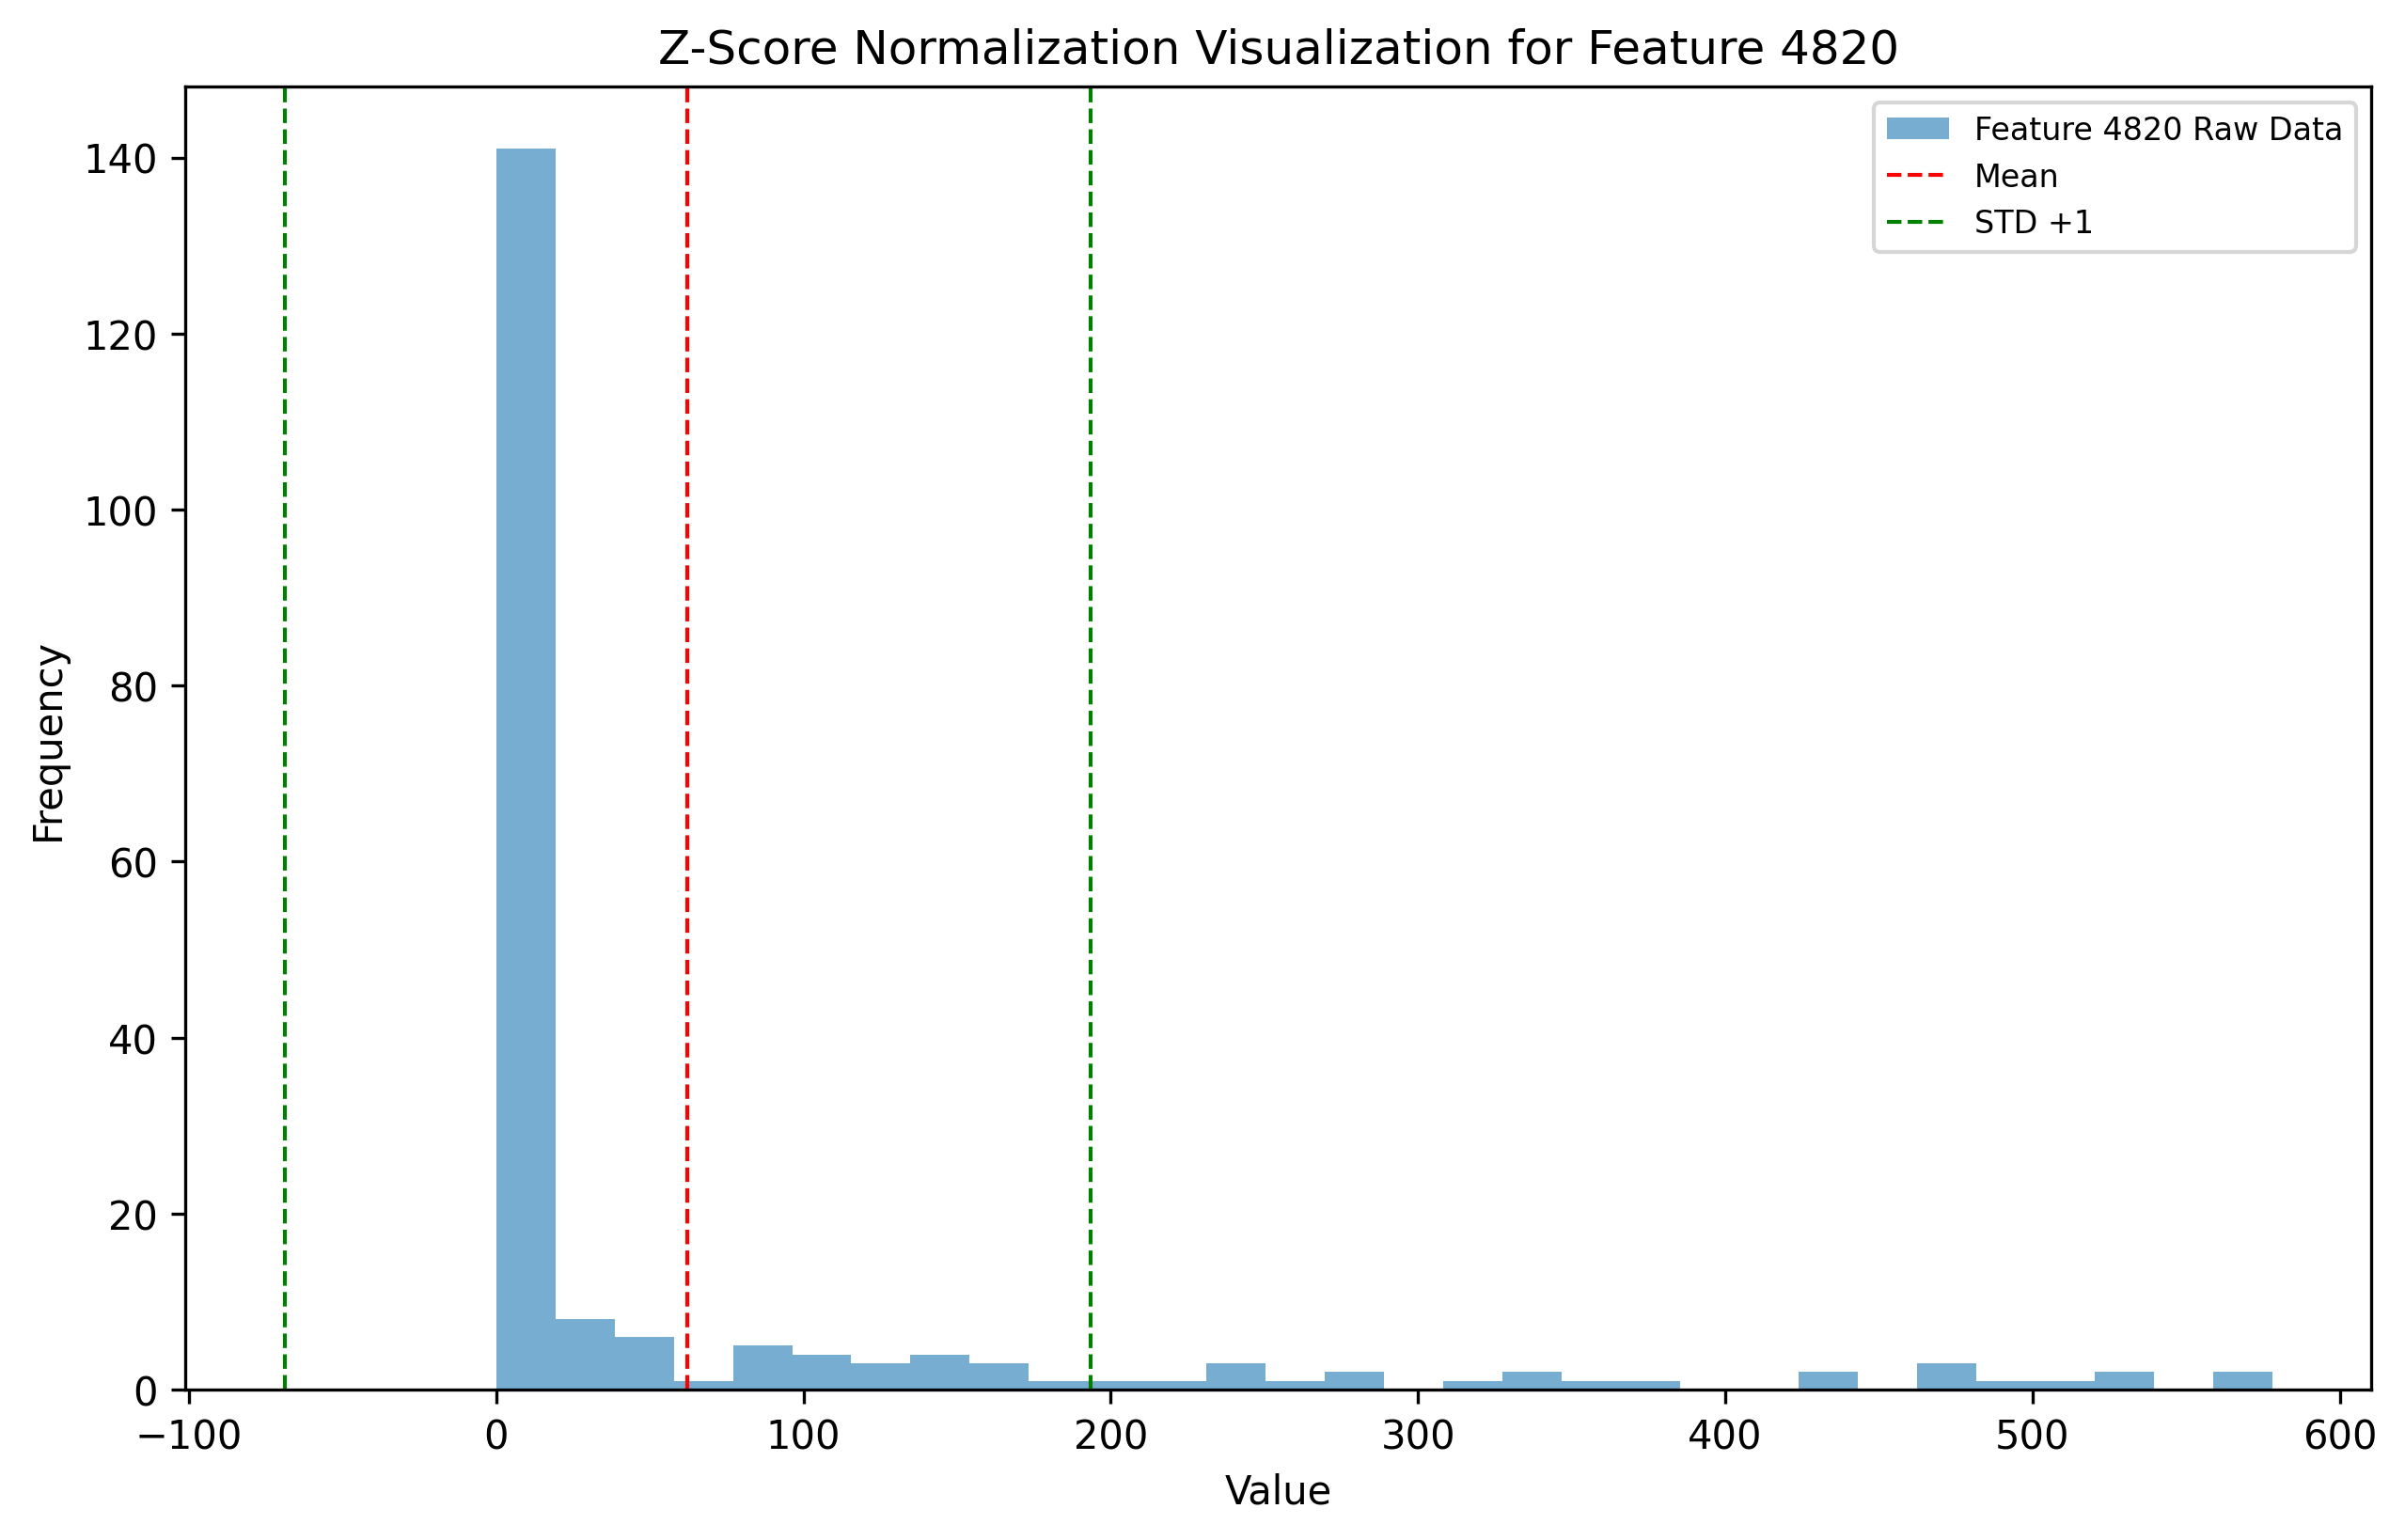 Z-Score Normalization Visualization for Feature 4820
Feature 4820 Raw Data
Mean
STD +1
140
120
100
80
60
40
20
0
Frequency
−100
0
100
200
300
400
500
600
Value